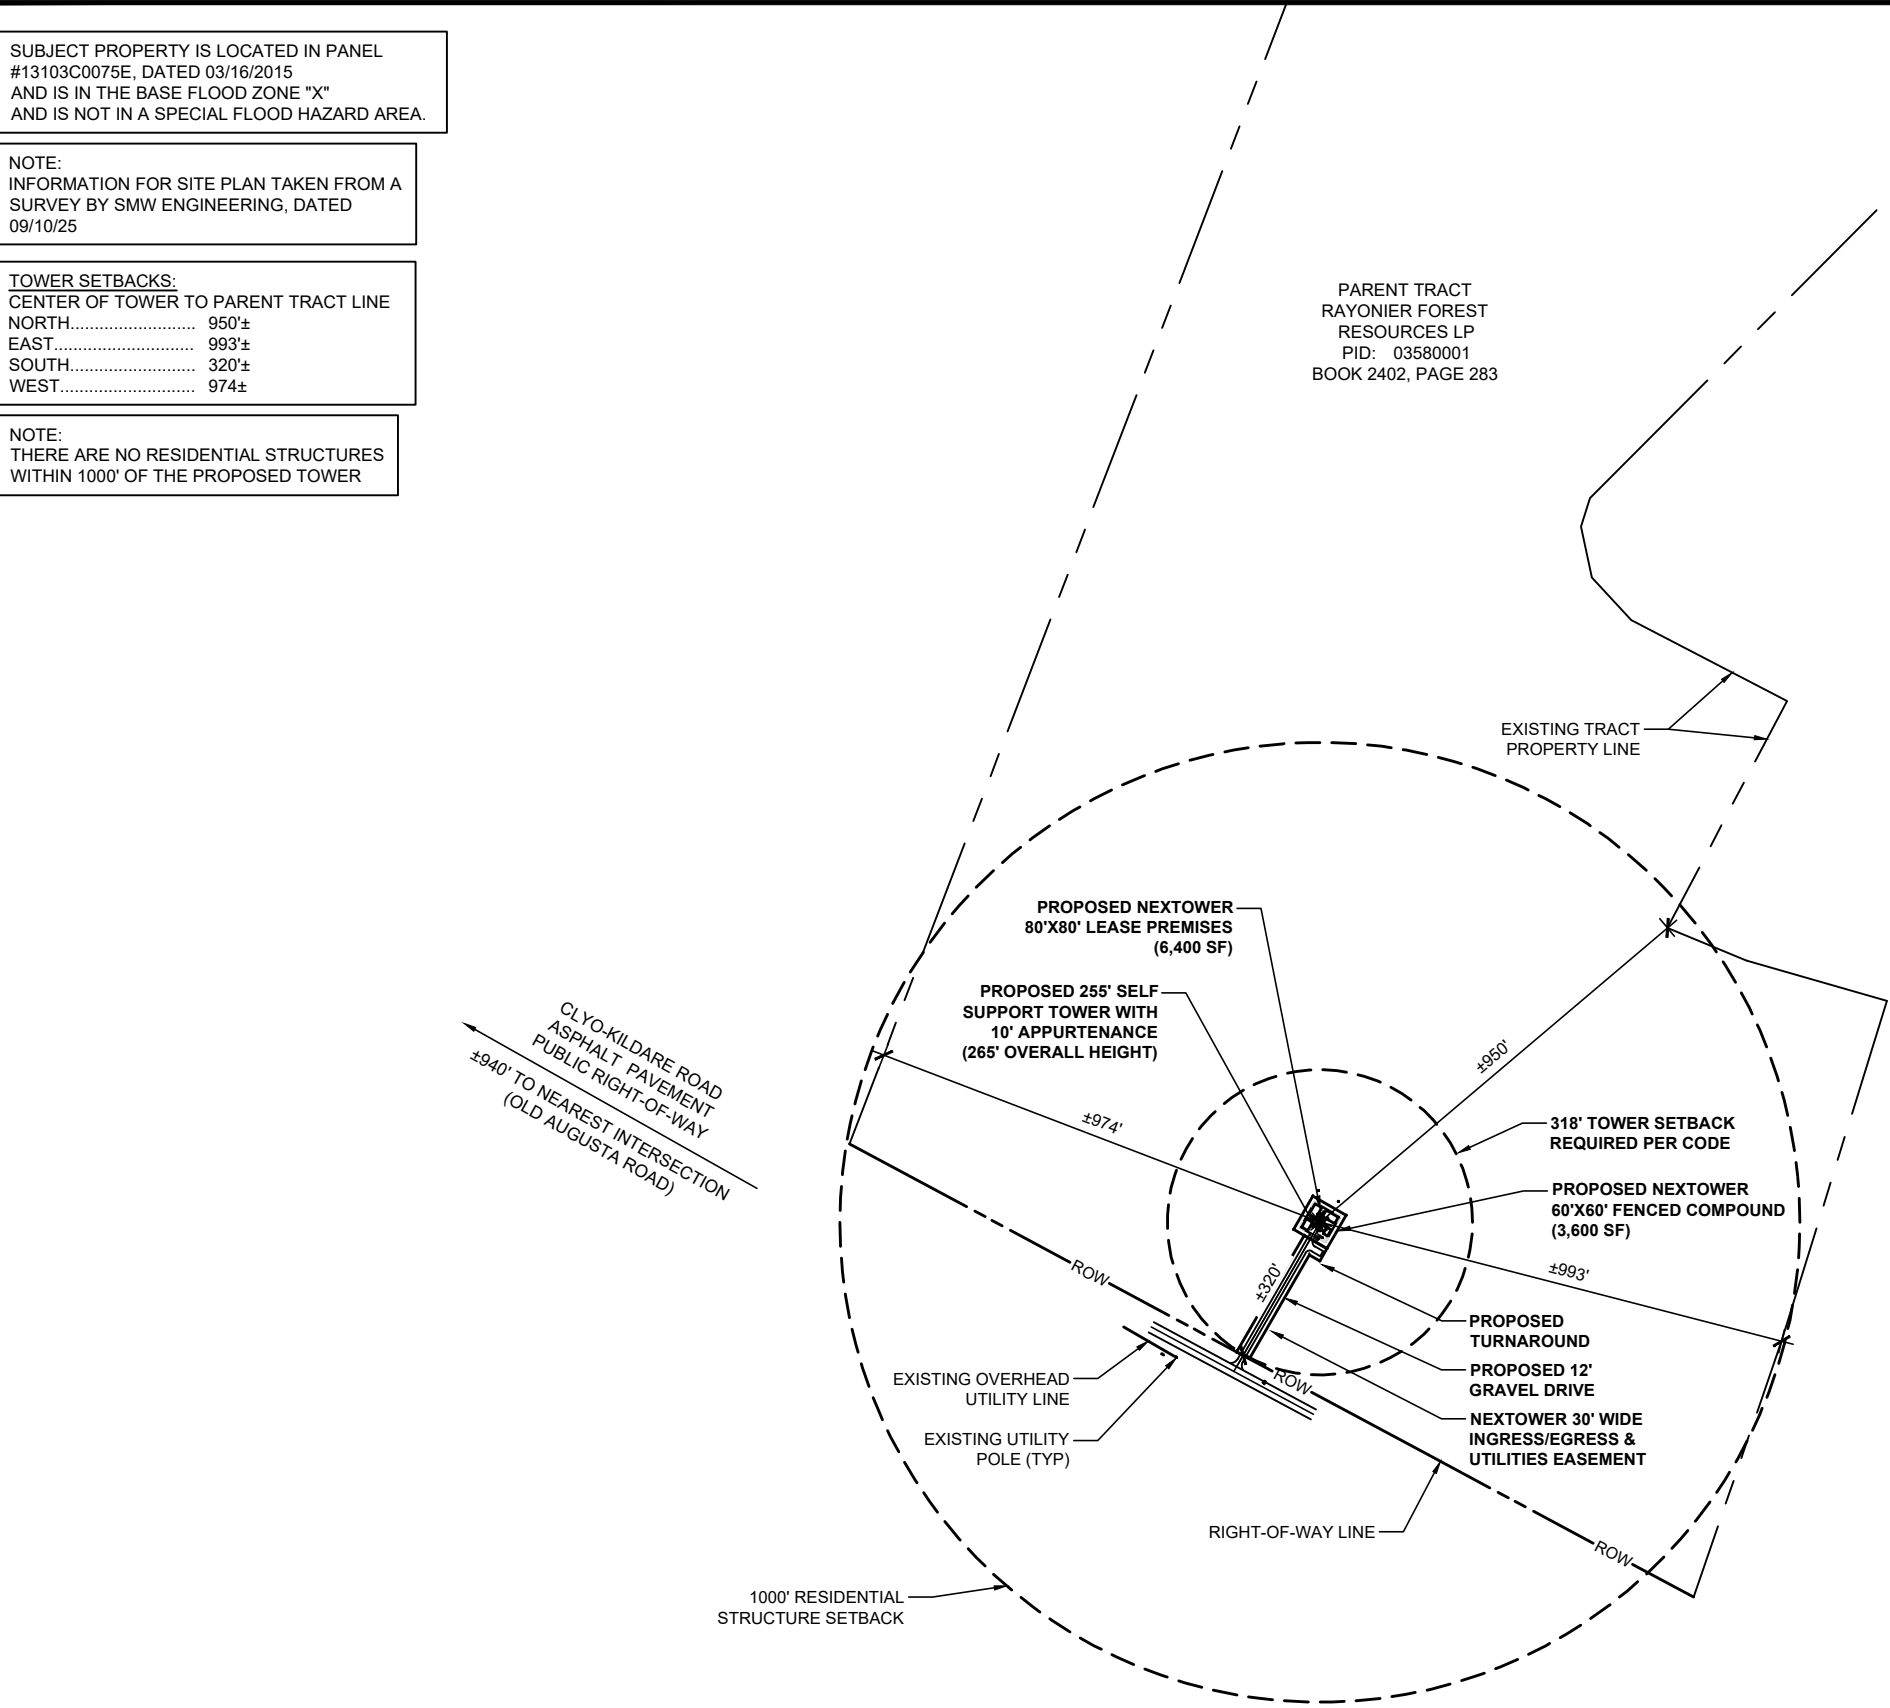 SUBJECT PROPERTY IS LOCATED IN PANEL
#13103C0075E, DATED 03/16/2015
AND IS IN THE BASE FLOOD ZONE "X"
AND IS NOT IN A SPECIAL FLOOD HAZARD AREA.
NOTE:
INFORMATION FOR SITE PLAN TAKEN FROM A
SURVEY BY SMW ENGINEERING, DATED
09/10/25
TOWER SETBACKS:
CENTER OF TOWER TO PARENT TRACT LINE
NORTH.......................... 950'±
EAST............................. 993'±
SOUTH.......................... 320'±
WEST............................ 974±
NOTE:
THERE ARE NO RESIDENTIAL STRUCTURES
WITHIN 1000' OF THE PROPOSED TOWER
PARENT TRACT
RAYONIER FOREST
RESOURCES LP
PID: 03580001
BOOK 2402, PAGE 283
EXISTING TRACT
PROPERTY LINE
PROPOSED NEXTOWER
80'X80' LEASE PREMISES
(6,400 SF)
PROPOSED 255' SELF
SUPPORT TOWER WITH
10' APPURTENANCE
(265' OVERALL HEIGHT)
CLYO-KILDARE ROAD
ASPHALT PAVEMENT
PUBLIC RIGHT-OF-WAY
±940' TO NEAREST INTERSECTION
(OLD AUGUSTA ROAD)
±950'
±974'
318' TOWER SETBACK
REQUIRED PER CODE
PROPOSED NEXTOWER
60'X60' FENCED COMPOUND
(3,600 SF)
±993'
±320'
ROW
PROPOSED
TURNAROUND
PROPOSED 12'
GRAVEL DRIVE
NEXTOWER 30' WIDE
INGRESS/EGRESS &
UTILITIES EASEMENT
EXISTING OVERHEAD
UTILITY LINE
ROW
EXISTING UTILITY
POLE (TYP)
RIGHT-OF-WAY LINE
ROW
1000' RESIDENTIAL
STRUCTURE SETBACK